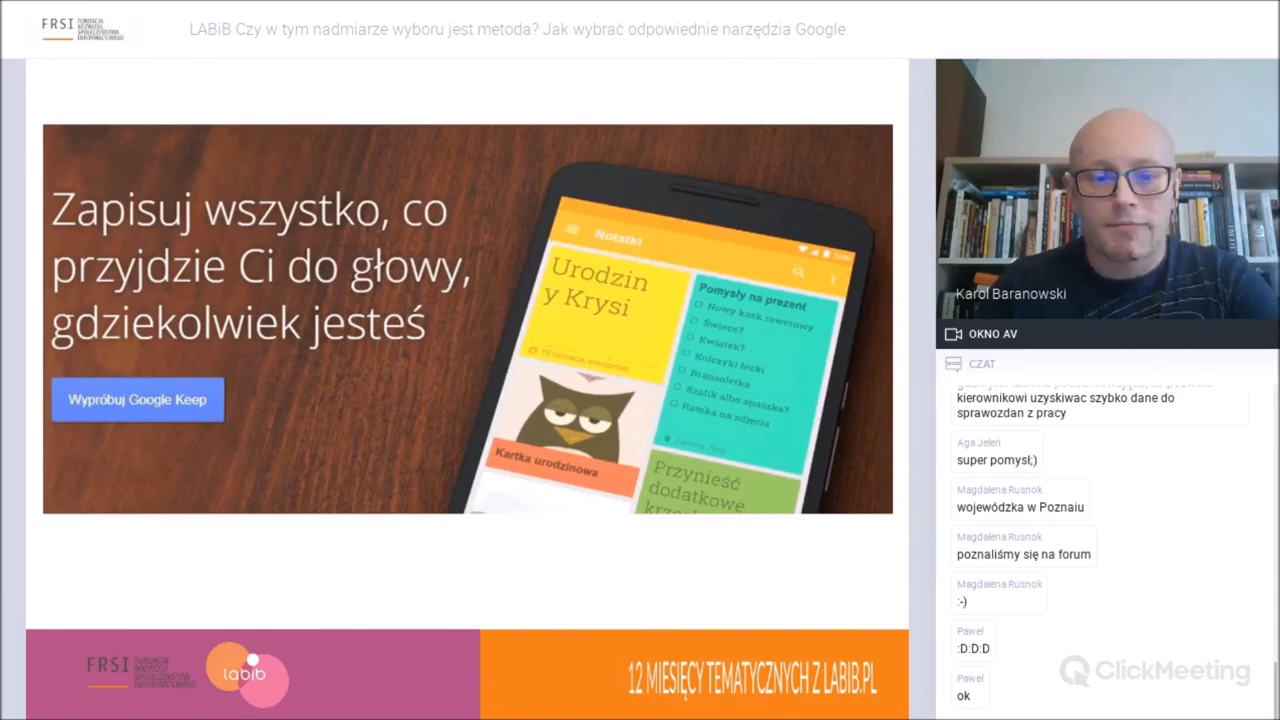 FRSI
FUNDACJA
ROZWOJU
SPOŁECZEŃSTWA
INFORMACYJNEGO
LABiB Czy w tym nadmiarze wyboru jest metoda? Jak wybrać odpowiednie narzędzia Google.
Zapisuj wszystko, co
przyjdzie Ci do głowy,
gdziekolwiek jesteś
Wypróbuj Google Keep
Notatki
Urodzin
y Krysi
17 czerwca,
Kartka urodzinowa
Pomysły na prezent
Nowy kask rowerowy
Świece?
Kwiatek?
Kolczyki łezki
Bransoletka
Szalik albo apaszka?
Ramka na zdjęcia
Przynieść
dodatkowe
Karol Baranowski
OKNO AV
CZAT
kierownikowi uzyskiwac szybko dane do
sprawozdan z pracy
Aga Jeleń
super pomysł;)
Magdalena Rusnok
wojewódzka w Poznaiu
Magdalena Rusnok
poznaliśmy się na forum
Magdalena Rusnok
:-)
Paweł
:D:D:D
Paweł
ok
ClickMeeting
FRSI
FUNDACJA
ROZWOJU
SPOŁECZEŃSTWA
INFORMACYJNEGO
labib
12 MIESIĘCY TEMATYCZNYCH Z LABIB.PL